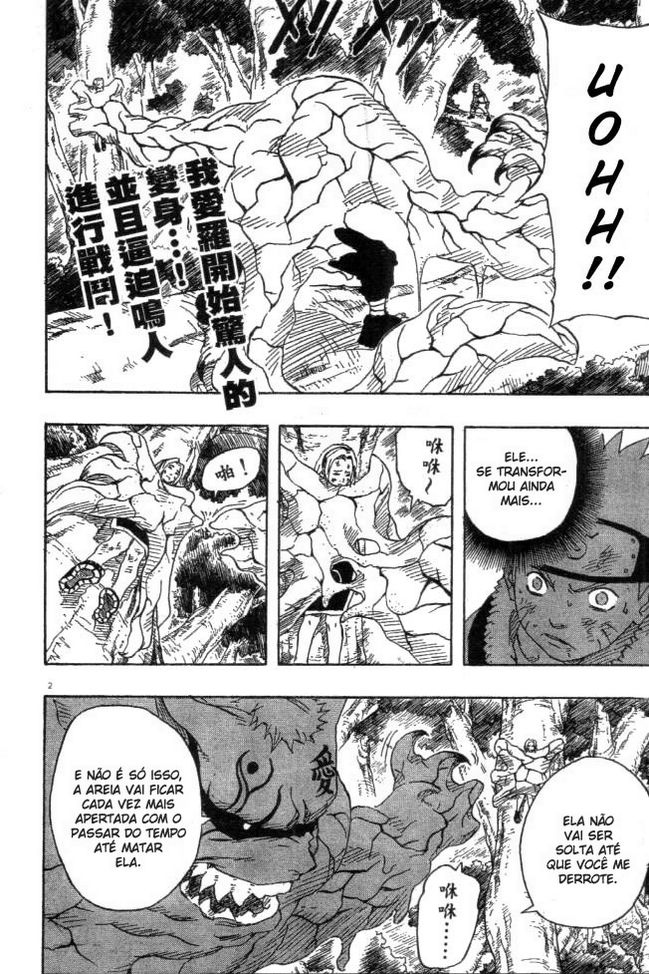 UOHH!!
我愛羅開始驚人的
變身…！
並且逼迫鳴人
進行戰鬥！
ELE...
SE TRANSFOR-
MOU AINDA
MAIS...
咻
咻～
啪！
2
ELA NÃO
VAI SER
SOLTA ATÉ
QUE VOCÊ ME
DERROTE.
咻
咻……
愛
E NÃO É SÓ ISSO,
A AREIA VAI FICAR
CADA VEZ MAIS
APERTADA COM O
PASSAR DO TEMPO
ATÉ MATAR
ELA.